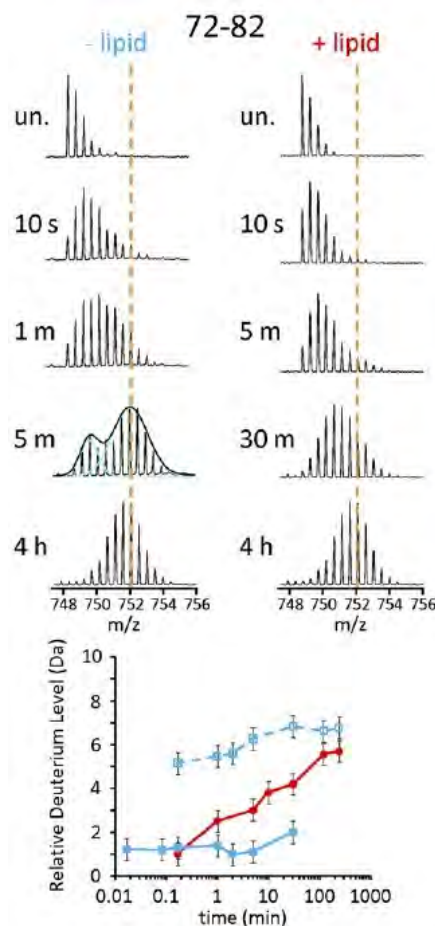 72-82
- lipid
+ lipid
un.
un.
10 s
10 s
1 m
5 m
5 m
30 m
4 h
4 h
748 750 752 754 756
748 750 752 754 756
m/z
m/z
10
8
6
4
2
0
Relative Deuterium Level (Da)
0.01 0.1 1 10 100 1000
time (min)